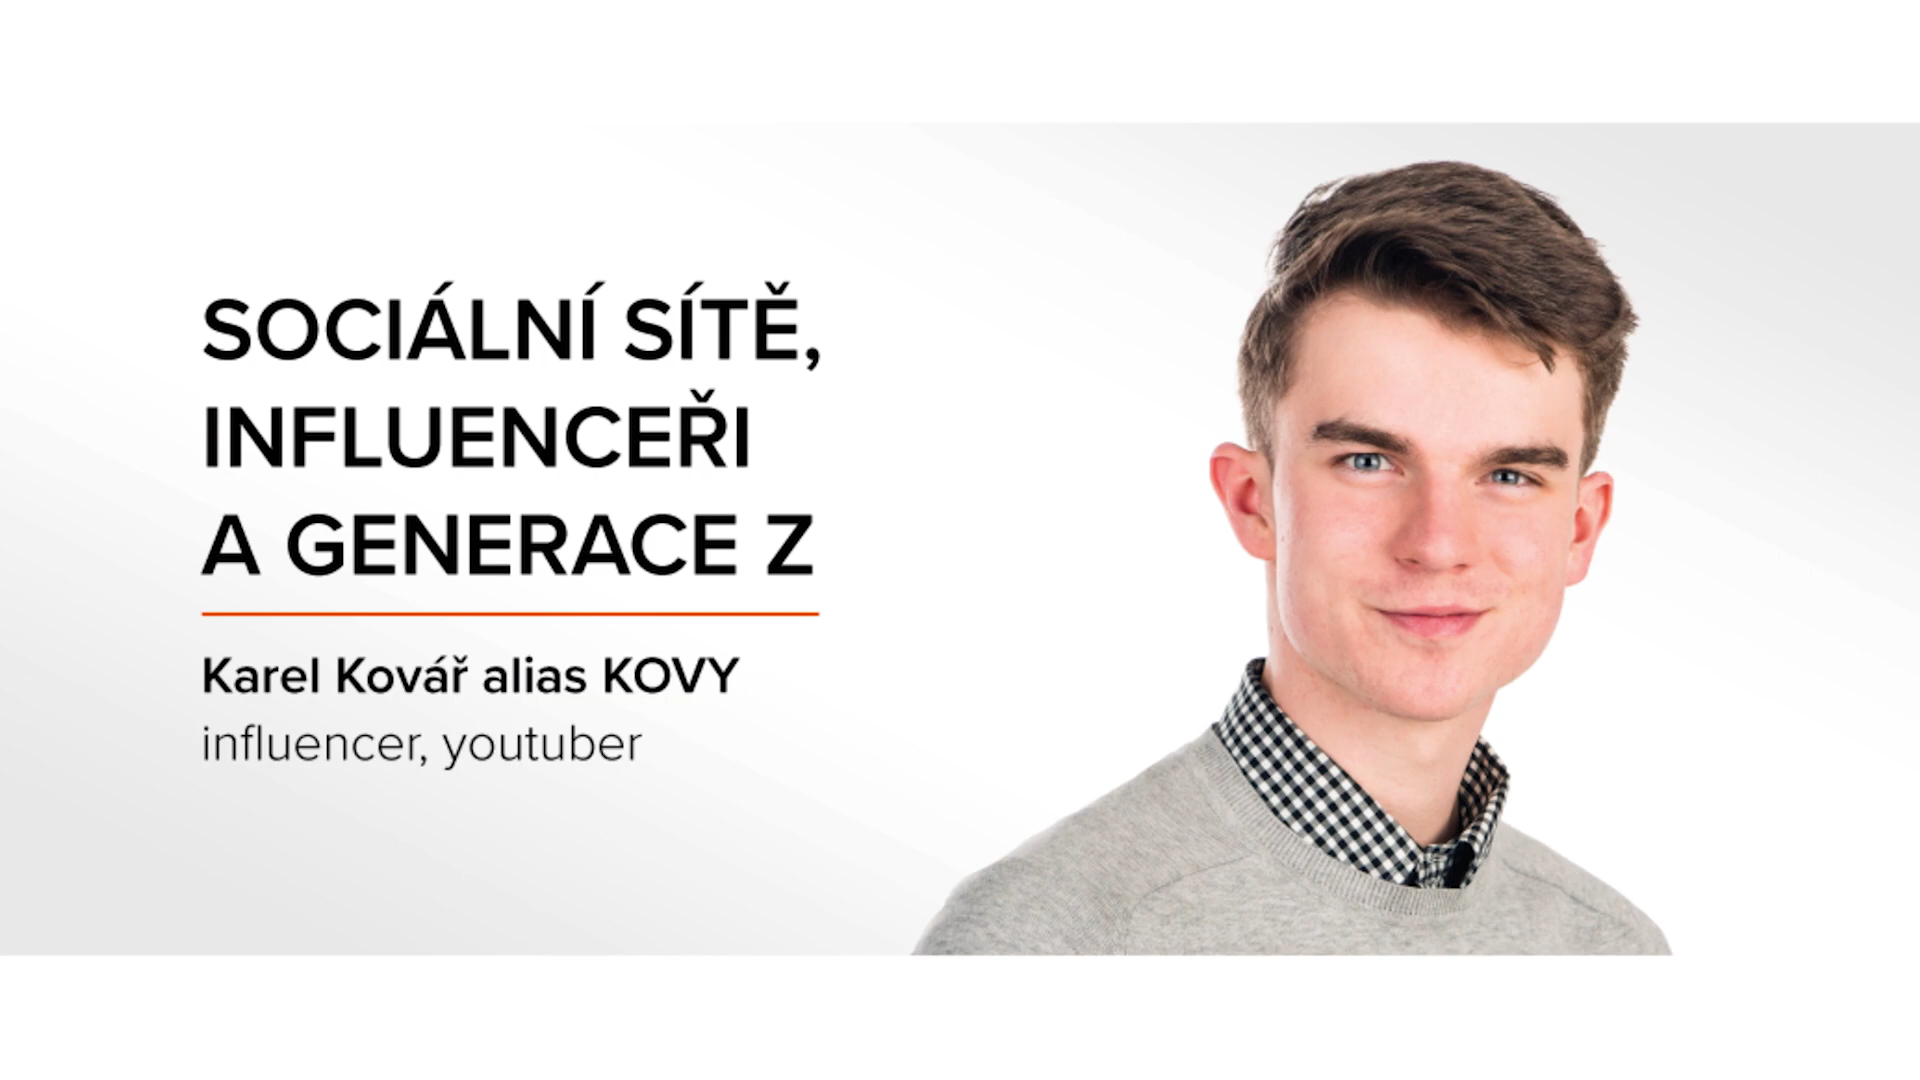 SOCIÁLNÍ SÍTĚ,
INFLUENCEŘI
A GENERACE Z
Karel Kovář alias KOVY
influencer, youtuber